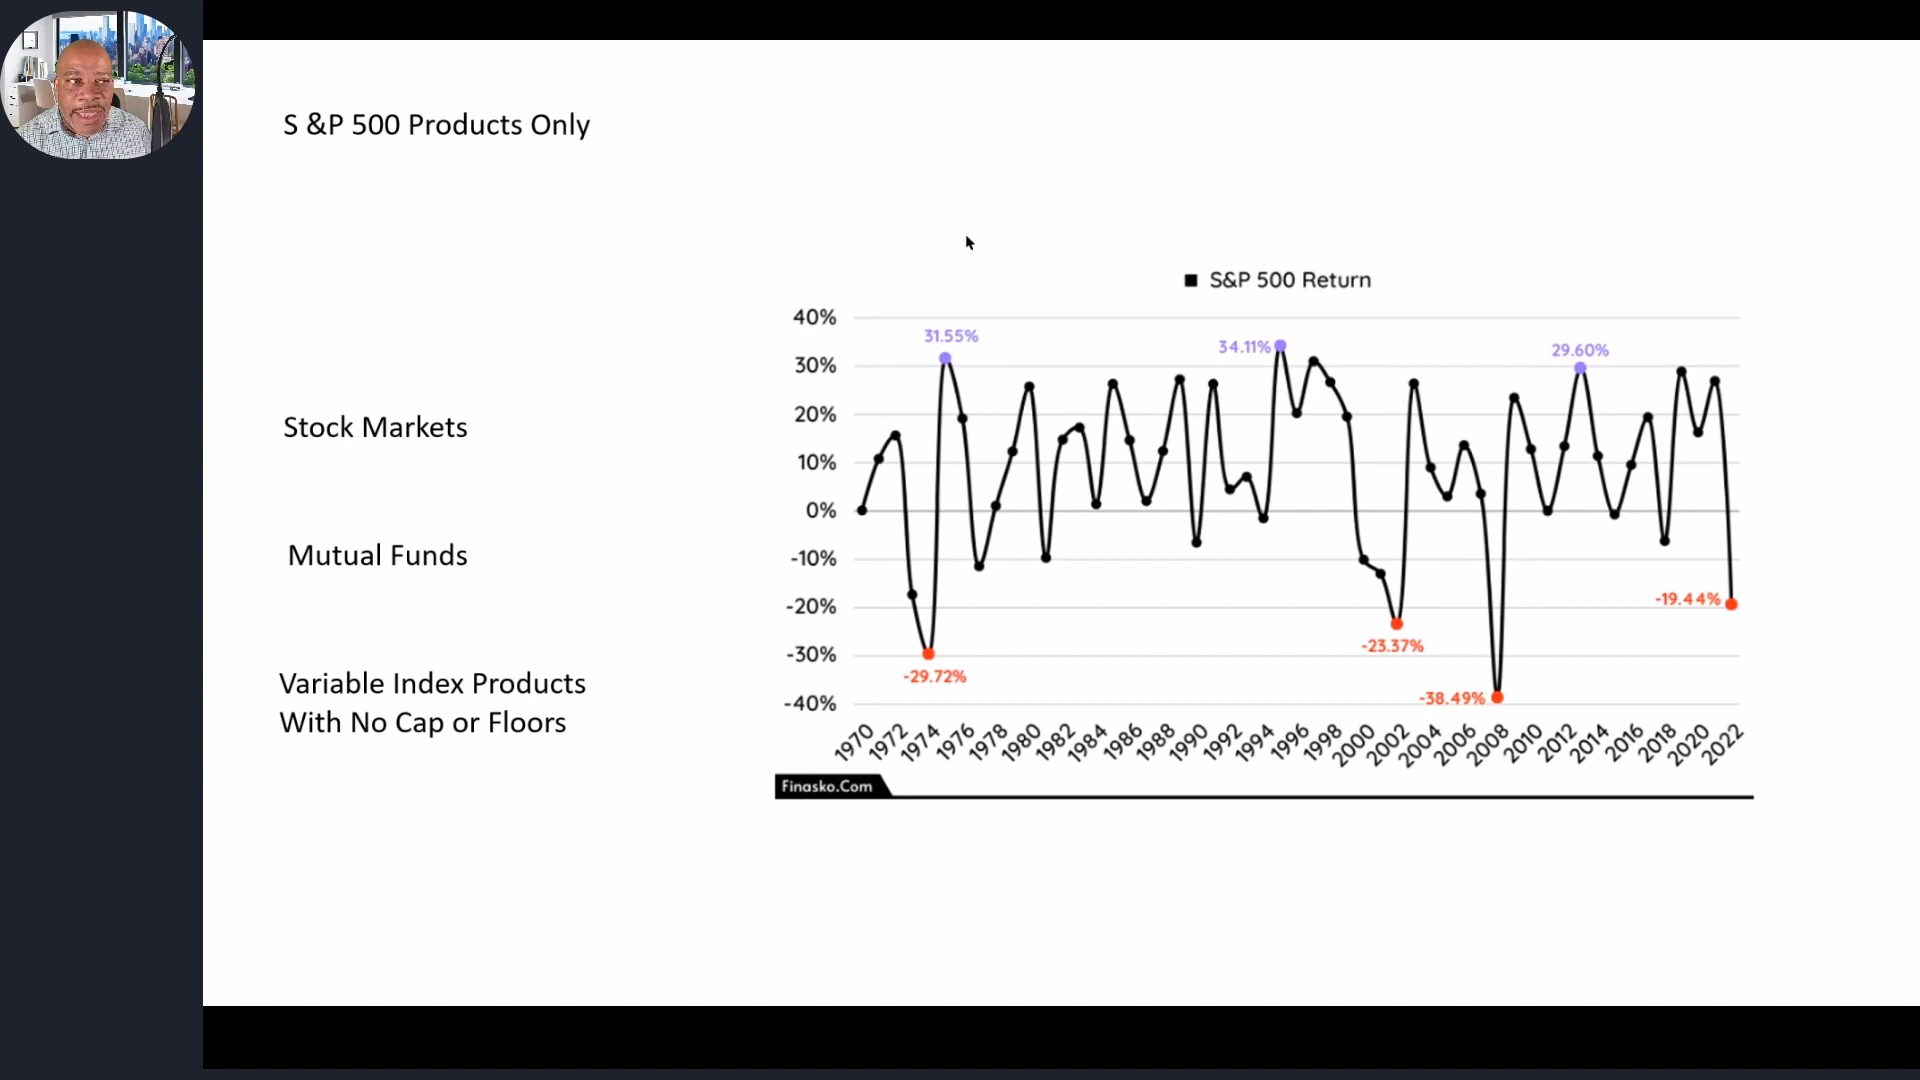 S &P 500 Products Only
Stock Markets
Mutual Funds
Variable Index Products
With No Cap or Floors
S&P 500 Return
40%
30%
20%
10%
0%
-10%
-20%
-30%
-40%
31.55%
34.11%
29.60%
-29.72%
-23.37%
-38.49%
-19.44%
1970 1972 1974 1976 1978 1980 1982 1984 1986 1988 1990 1992 1994 1996 1998 2000 2002 2004 2006 2008 2010 2012 2014 2016 2018 2020 2022
Finasko.Com